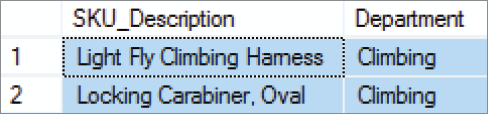 SKU_Description Department
1 Light Fly Climbing Harness Climbing
2 Locking Carabiner, Oval Climbing